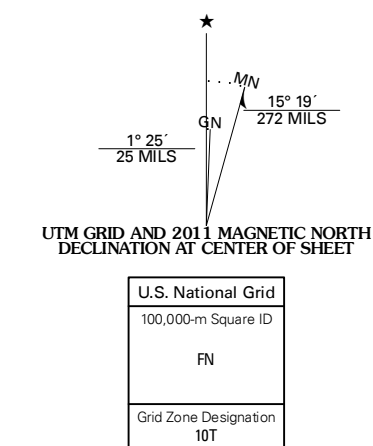 ★
MN
15° 19´
272 MILS
GN
1° 25´
25 MILS
UTM GRID AND 2011 MAGNETIC NORTH
DECLINATION AT CENTER OF SHEET
U.S. National Grid
100,000-m Square ID
FN
Grid Zone Designation
10T